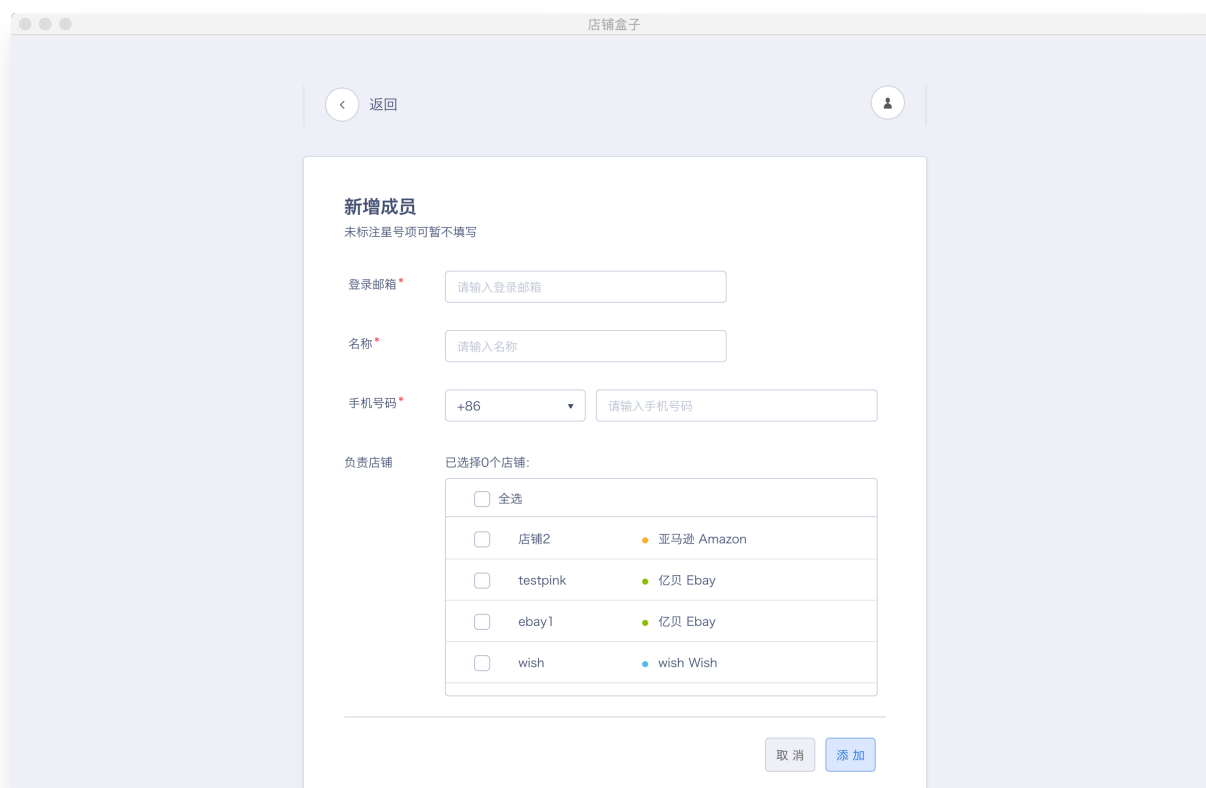 店铺盒子
返回
新增成员
未标注星号项可暂不填写
登录邮箱* 请输入登录邮箱
名称* 请输入名称
手机号码* +86 请输入手机号码
负责店铺 已选择0个店铺:
全选
店铺2 亚马逊 Amazon
testpink 亿贝 Ebay
ebay1 亿贝 Ebay
wish wish Wish
取消 添加